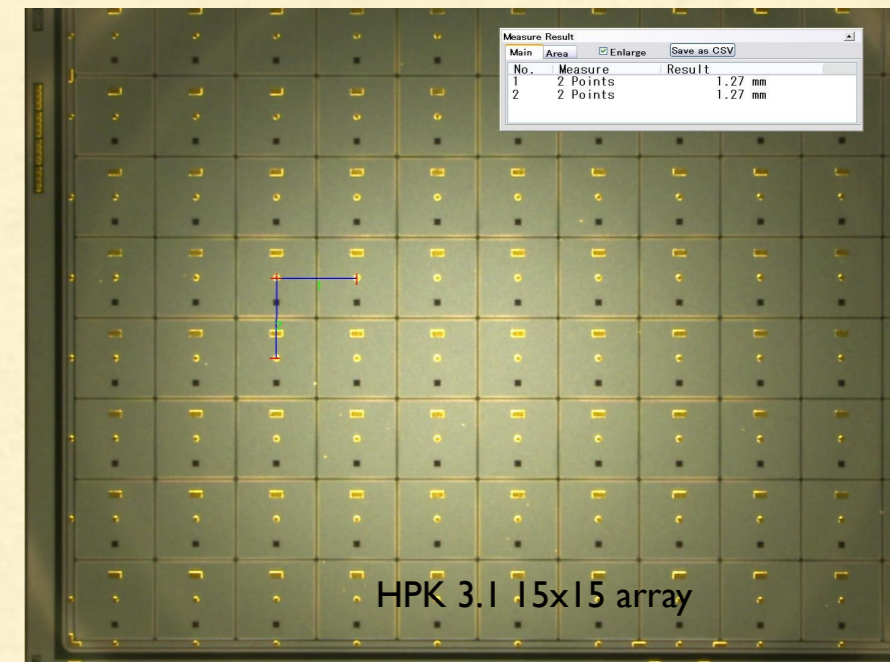 Measure Result
Main Area Enlarge Save as CSV
No. Measure Result
1 2 Points 1.27 mm
2 2 Points 1.27 mm
HPK 3.1 15x15 array